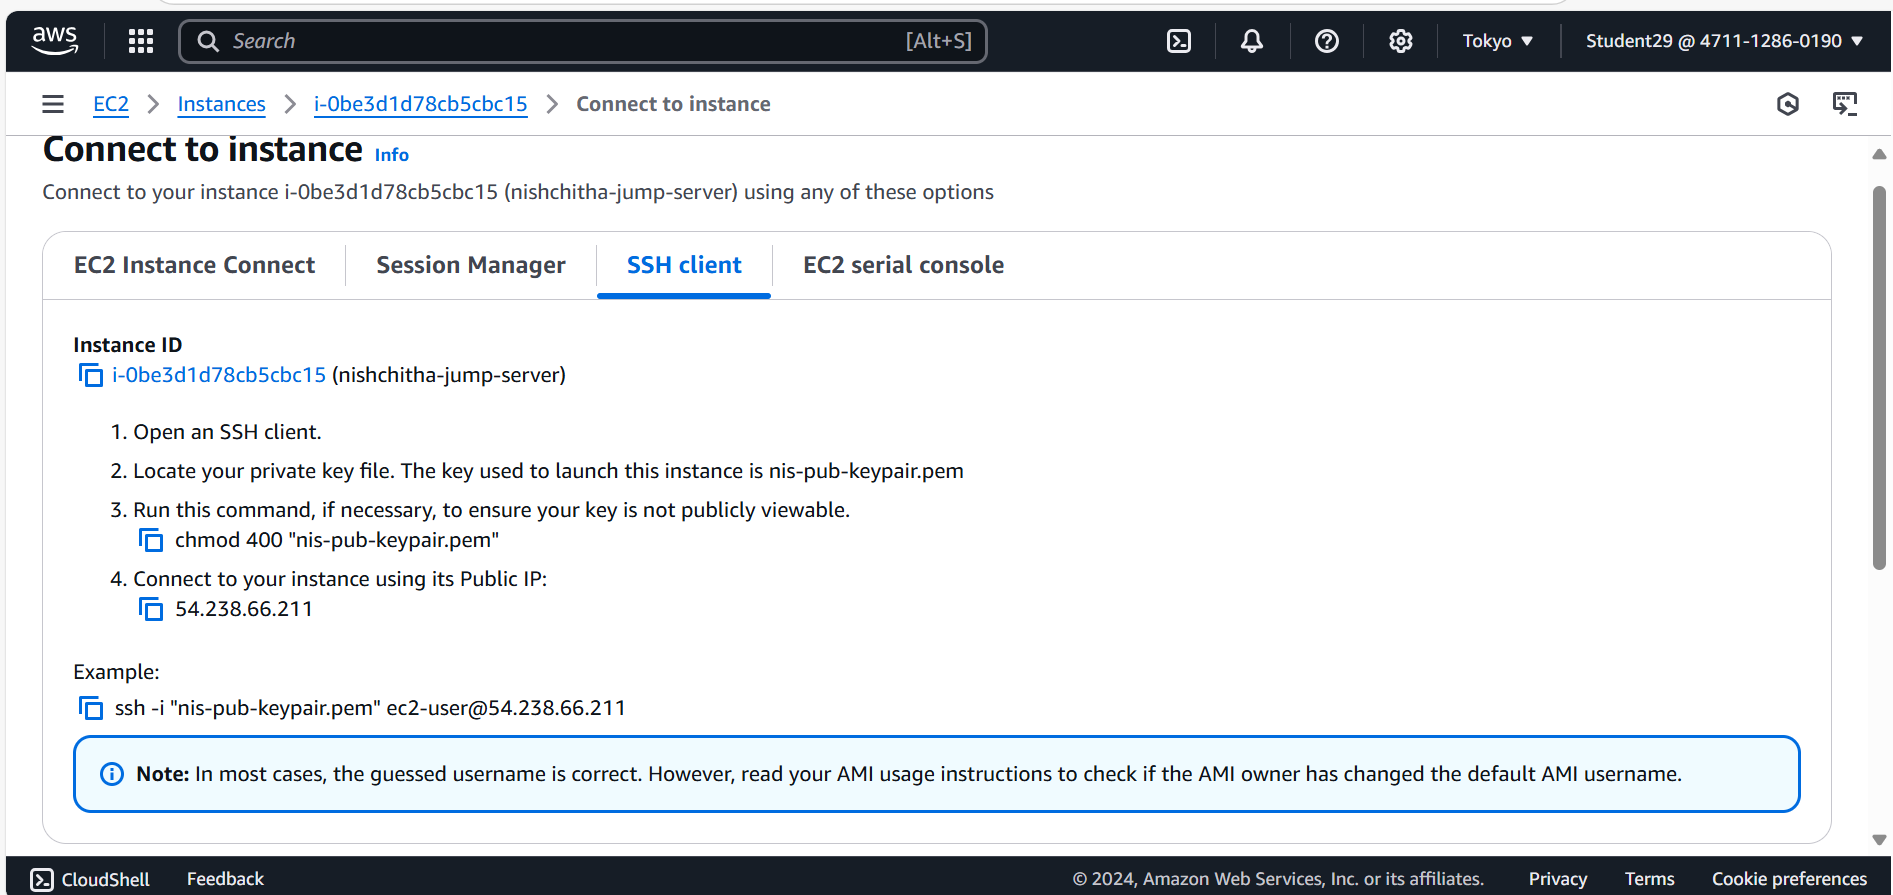 aws
Search [Alt+S] Tokyo Student29 @ 4711-1286-0190
EC2 Instances i-0be3d1d78cb5cbc15 Connect to instance
Connect to instance Info
Connect to your instance i-0be3d1d78cb5cbc15 (nishchitha-jump-server) using any of these options
EC2 Instance Connect Session Manager SSH client EC2 serial console
Instance ID
i-0be3d1d78cb5cbc15 (nishchitha-jump-server)
1. Open an SSH client.
2. Locate your private key file. The key used to launch this instance is nis-pub-keypair.pem
3. Run this command, if necessary, to ensure your key is not publicly viewable.
chmod 400 "nis-pub-keypair.pem"
4. Connect to your instance using its Public IP:
54.238.66.211
Example:
ssh -i "nis-pub-keypair.pem" ec2-user@54.238.66.211
Note: In most cases, the guessed username is correct. However, read your AMI usage instructions to check if the AMI owner has changed the default AMI username.
CloudShell Feedback © 2024, Amazon Web Services, Inc. or its affiliates. Privacy Terms Cookie preferences